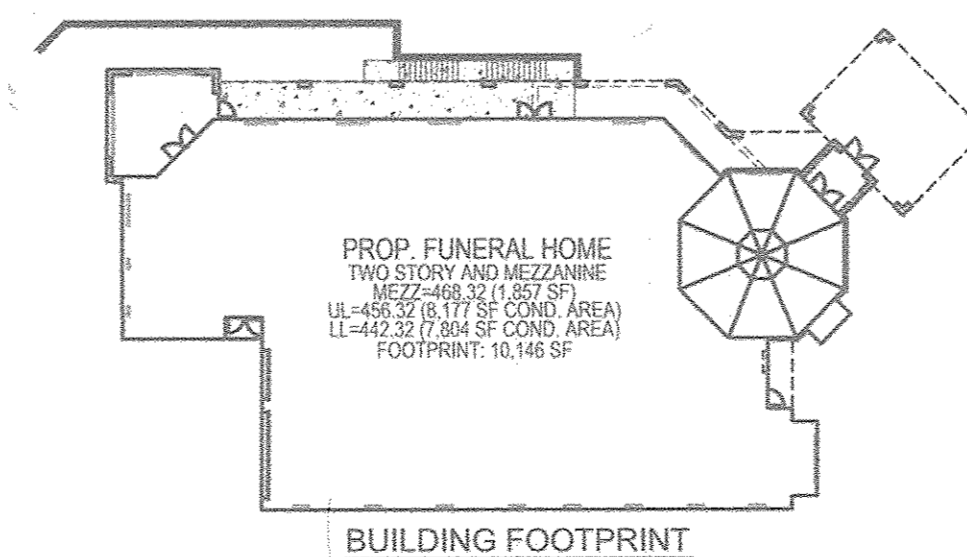 PROP. FUNERAL HOME
TWO STORY AND MEZZANINE
MEZZ=468.32 (1,857 SF)
UL=456.32 (8,177 SF COND. AREA)
LL=442.32 (7,804 SF COND. AREA)
FOOTPRINT: 10,146 SF
BUILDING FOOTPRINT